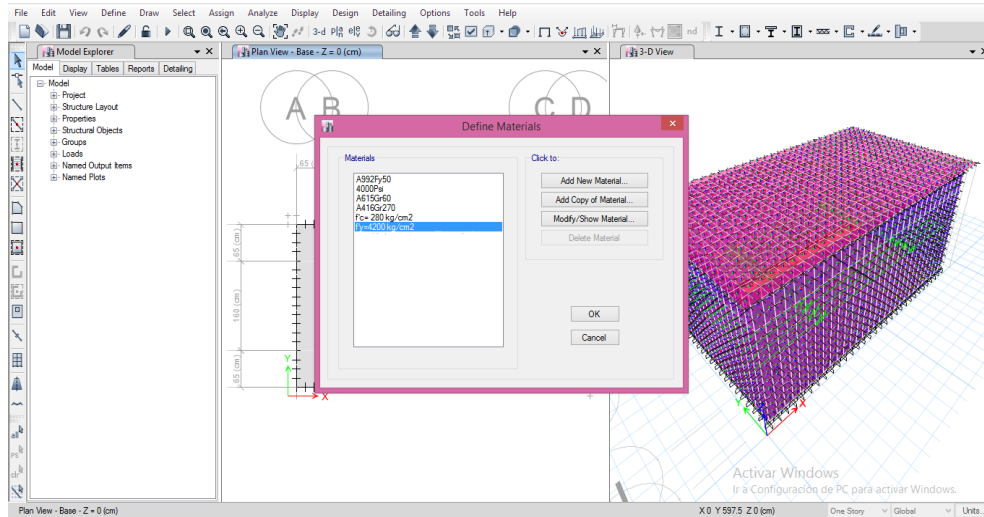 File Edit View Define Draw Select Assign Analyze Display Design Detailing Options Tools Help
3-d nd
Model Explorer
Plan View - Base - Z = 0 (cm)
3-D View
Model Display Tables Reports Detailing
Model
Project
Structure Layout
Properties
Structural Objects
Groups
Loads
Named Output Items
Named Plots
A B C D
Define Materials
Materials
A992Fy50
4000Psi
A615Gr60
A416Gr270
f'c= 280 kg/cm2
f'y=4200 kg/cm2
Click to:
Add New Material...
Add Copy of Material...
Modify/Show Material...
Delete Material
OK
Cancel
.65 (cm)
1.60 (cm)
.65 (cm)
Y
X
Y
X
Activar Windows
Ir a Configuración de PC para activar Windows.
Plan View - Base - Z = 0 (cm)
X 0 Y 597.5 Z 0 (cm)
One Story
Global
Units...